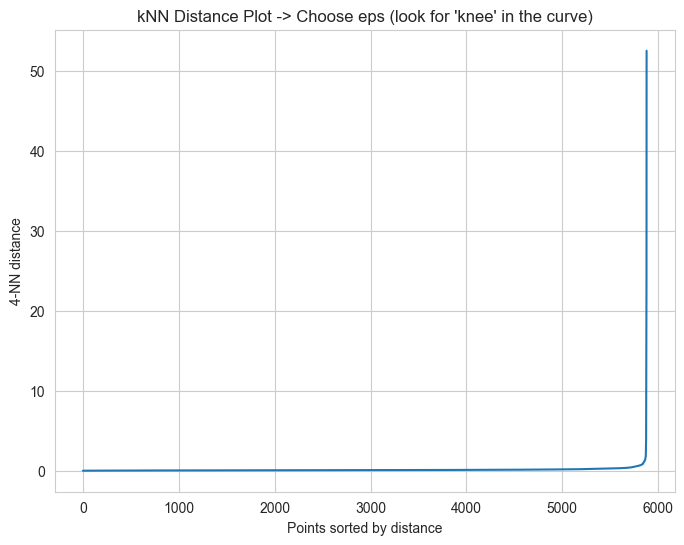 kNN Distance Plot -> Choose eps (look for 'knee' in the curve)
50
40
30
20
10
0
4-NN distance
0 1000 2000 3000 4000 5000 6000
Points sorted by distance